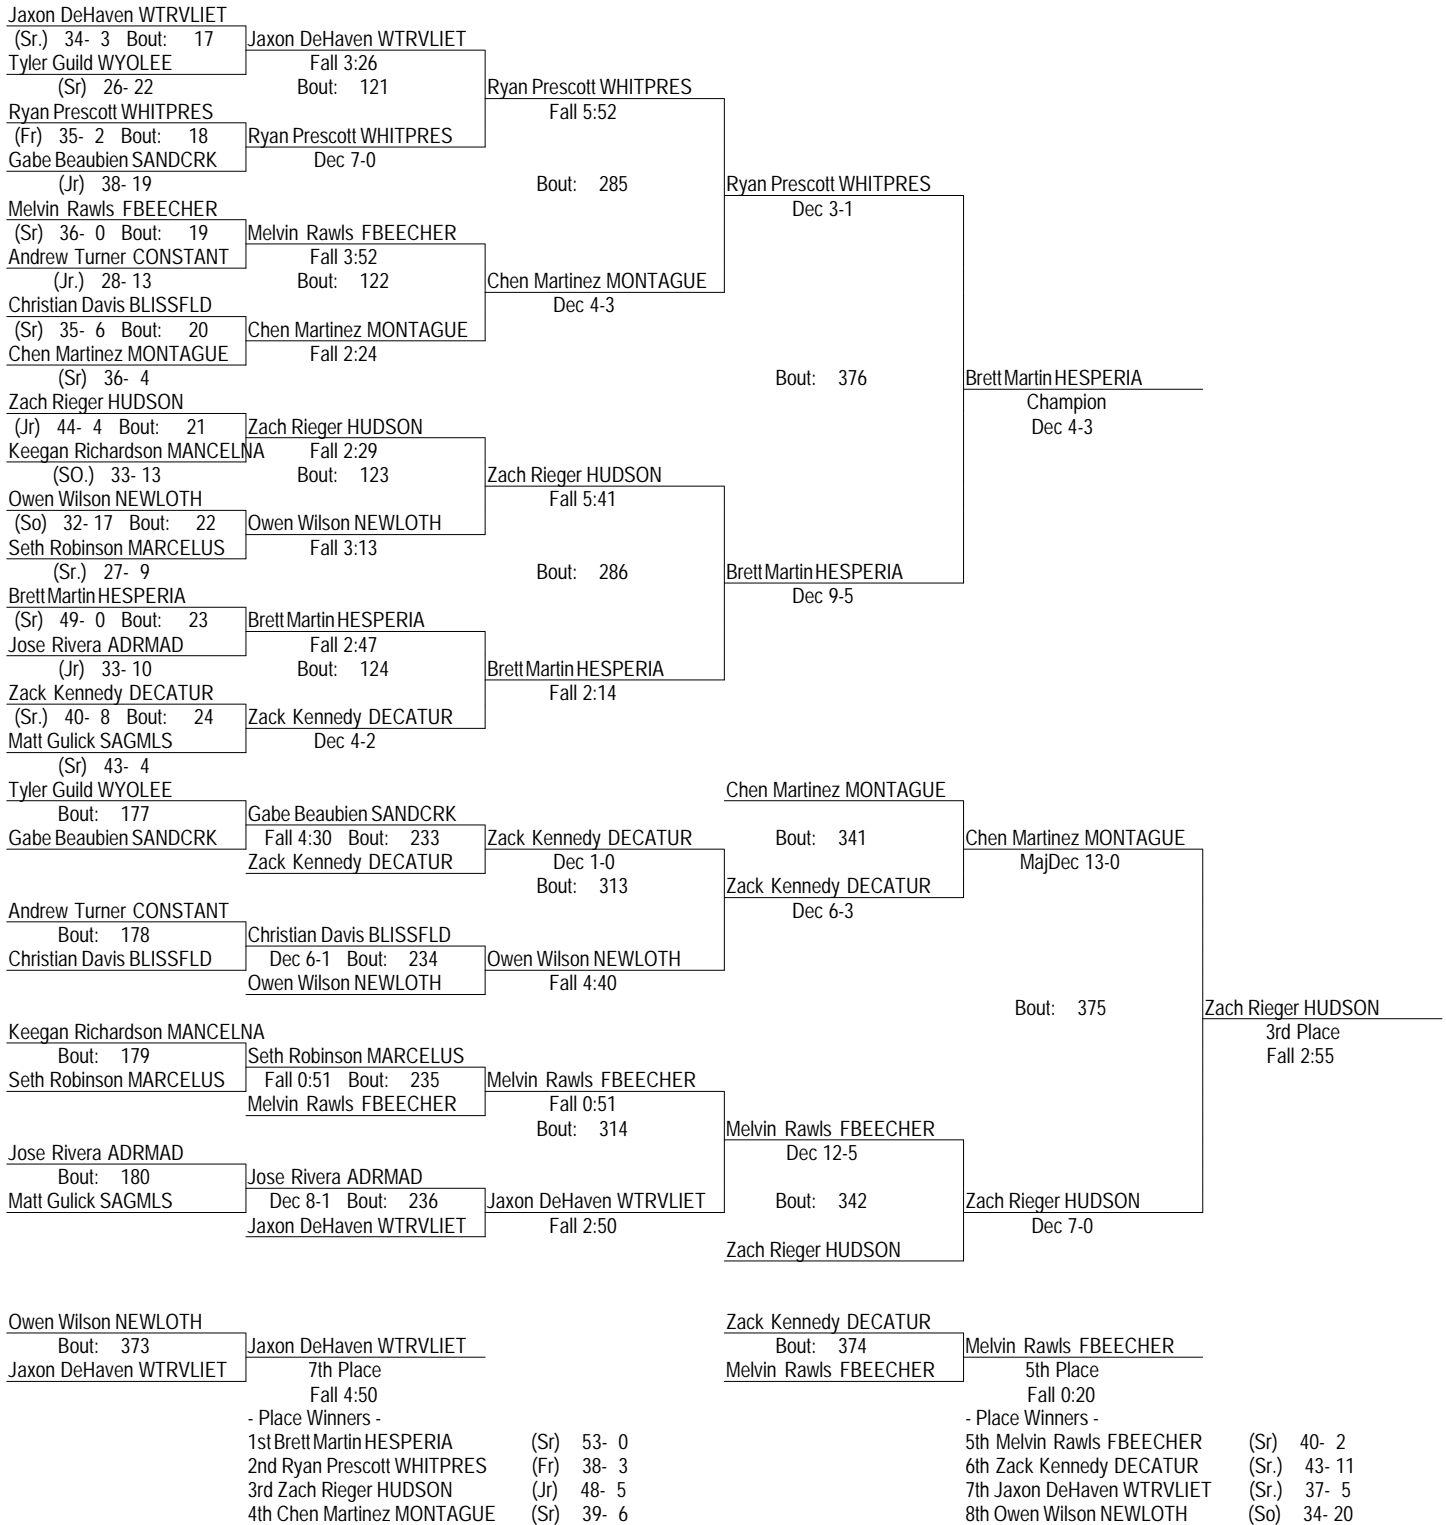 Jaxon DeHaven WTRVLIET
(Sr.) 34- 3 Bout: 17 Jaxon DeHaven WTRVLIET
Tyler Guild WYOLEE Fall 3:26
(Sr) 26- 22 Bout: 121 Ryan Prescott WHITPRES
Ryan Prescott WHITPRES Fall 5:52
(Fr) 35- 2 Bout: 18 Ryan Prescott WHITPRES
Gabe Beaubien SANDCRK Dec 7-0
(Jr) 38- 19 Bout: 285 Ryan Prescott WHITPRES
Melvin Rawls FBEECHER Dec 3-1
(Sr) 36- 0 Bout: 19 Melvin Rawls FBEECHER
Andrew Turner CONSTANT Fall 3:52
(Jr.) 28- 13 Bout: 122 Chen Martinez MONTAGUE
Christian Davis BLISSFLD Dec 4-3
(Sr) 35- 6 Bout: 20 Chen Martinez MONTAGUE
Chen Martinez MONTAGUE Fall 2:24
(Sr) 36- 4 Bout: 376 Brett Martin HESPERIA
Zach Rieger HUDSON Champion
(Jr) 44- 4 Bout: 21 Zach Rieger HUDSON Dec 4-3
Keegan Richardson MANCELNA Fall 2:29
(SO.) 33- 13 Bout: 123 Zach Rieger HUDSON
Owen Wilson NEWLOTH Fall 5:41
(So) 32- 17 Bout: 22 Owen Wilson NEWLOTH
Seth Robinson MARCELUS Fall 3:13
(Sr.) 27- 9 Bout: 286 Brett Martin HESPERIA
Brett Martin HESPERIA Dec 9-5
(Sr) 49- 0 Bout: 23 Brett Martin HESPERIA
Jose Rivera ADRMAD Fall 2:47
(Jr) 33- 10 Bout: 124 Brett Martin HESPERIA
Zack Kennedy DECATUR Fall 2:14
(Sr.) 40- 8 Bout: 24 Zack Kennedy DECATUR
Matt Gulick SAGMLS Dec 4-2
(Sr) 43- 4
Tyler Guild WYOLEE Chen Martinez MONTAGUE
Bout: 177 Gabe Beaubien SANDCRK
Gabe Beaubien SANDCRK Fall 4:30 Bout: 233 Zack Kennedy DECATUR Bout: 341 Chen Martinez MONTAGUE
Zack Kennedy DECATUR Dec 1-0 MajDec 13-0
Bout: 313 Zack Kennedy DECATUR
Andrew Turner CONSTANT Dec 6-3
Bout: 178 Christian Davis BLISSFLD
Christian Davis BLISSFLD Dec 6-1 Bout: 234 Owen Wilson NEWLOTH
Owen Wilson NEWLOTH Fall 4:40
Bout: 375 Zach Rieger HUDSON
Keegan Richardson MANCELNA 3rd Place
Bout: 179 Seth Robinson MARCELUS Fall 2:55
Seth Robinson MARCELUS Fall 0:51 Bout: 235 Melvin Rawls FBEECHER
Melvin Rawls FBEECHER Fall 0:51
Bout: 314 Melvin Rawls FBEECHER
Jose Rivera ADRMAD Dec 12-5
Bout: 180 Jose Rivera ADRMAD
Matt Gulick SAGMLS Dec 8-1 Bout: 236 Jaxon DeHaven WTRVLIET Bout: 342 Zach Rieger HUDSON
Jaxon DeHaven WTRVLIET Fall 2:50 Dec 7-0
Zach Rieger HUDSON
Owen Wilson NEWLOTH Zack Kennedy DECATUR
Bout: 373 Jaxon DeHaven WTRVLIET Bout: 374 Melvin Rawls FBEECHER
Jaxon DeHaven WTRVLIET 7th Place Melvin Rawls FBEECHER 5th Place
Fall 4:50 Fall 0:20
- Place Winners - - Place Winners -
1st Brett Martin HESPERIA (Sr) 53- 0 5th Melvin Rawls FBEECHER (Sr) 40- 2
2nd Ryan Prescott WHITPRES (Fr) 38- 3 6th Zack Kennedy DECATUR (Sr.) 43- 11
3rd Zach Rieger HUDSON (Jr) 48- 5 7th Jaxon DeHaven WTRVLIET (Sr.) 37- 5
4th Chen Martinez MONTAGUE (Sr) 39- 6 8th Owen Wilson NEWLOTH (So) 34- 20